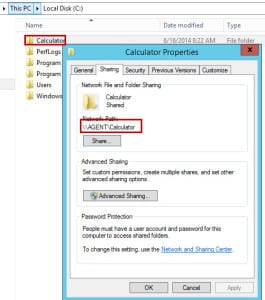 This PC ▸ Local Disk (C:)
Date modified Type
Calculator 6/16/2014 8:22 AM File folder
PerfLogs
Program
Program
Users
Windows
Calculator Properties
General Sharing Security Previous Versions Customize
Network File and Folder Sharing
Calculator
Shared
Network Path:
\\AGENT\Calculator
Share...
Advanced Sharing
Set custom permissions, create multiple shares, and set other
advanced sharing options.
Advanced Sharing...
Password Protection
People must have a user account and password for this
computer to access shared folders.
To change this setting, use the Network and Sharing Center.
OK Cancel Apply